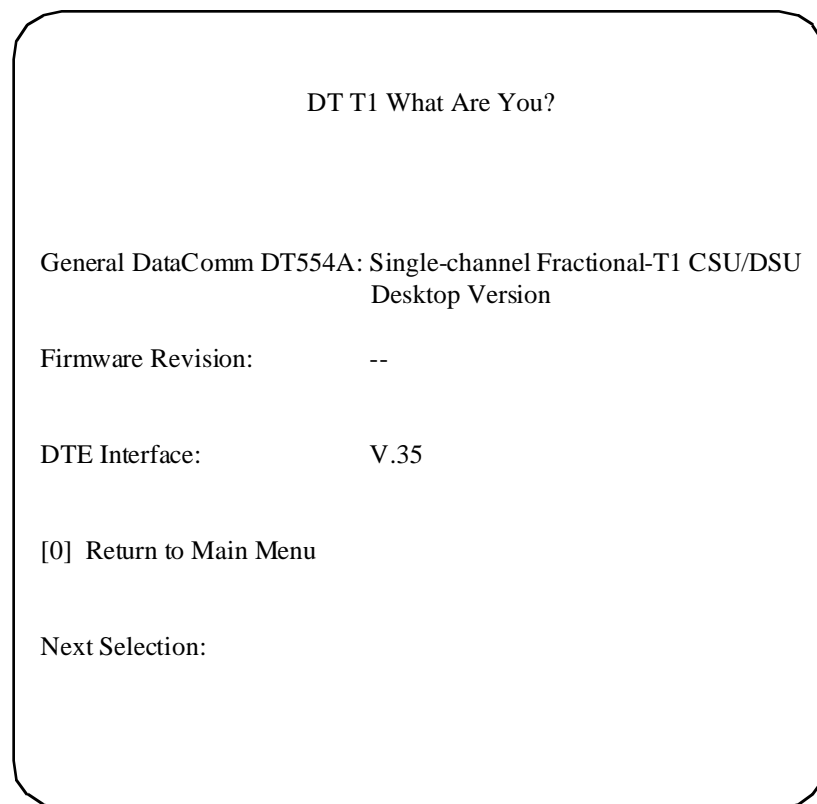 DT T1 What Are You?
General DataComm DT554A: Single-channel Fractional-T1 CSU/DSU
Desktop Version
Firmware Revision: --
DTE Interface: V.35
[0] Return to Main Menu
Next Selection: